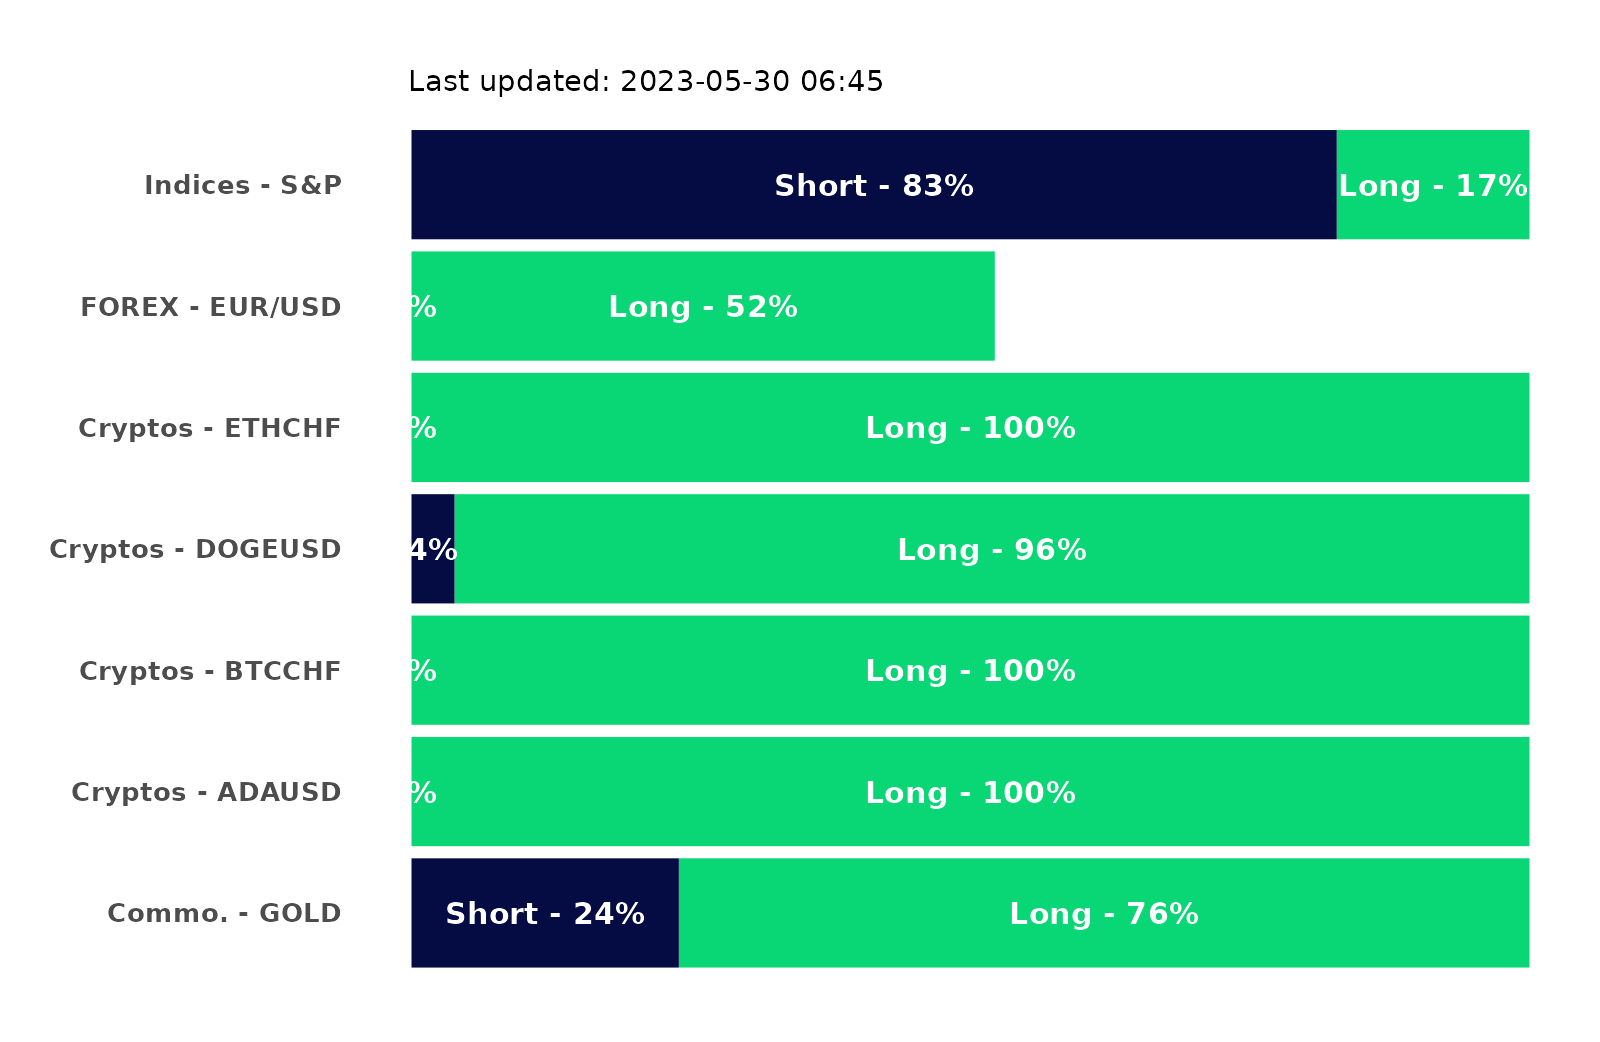 Last updated: 2023-05-30 06:45
Indices - S&P Short - 83% Long - 17%
FOREX - EUR/USD % Long - 52%
Cryptos - ETHCHF % Long - 100%
Cryptos - DOGEUSD 4% Long - 96%
Cryptos - BTCCHF % Long - 100%
Cryptos - ADAUSD % Long - 100%
Commo. - GOLD Short - 24% Long - 76%